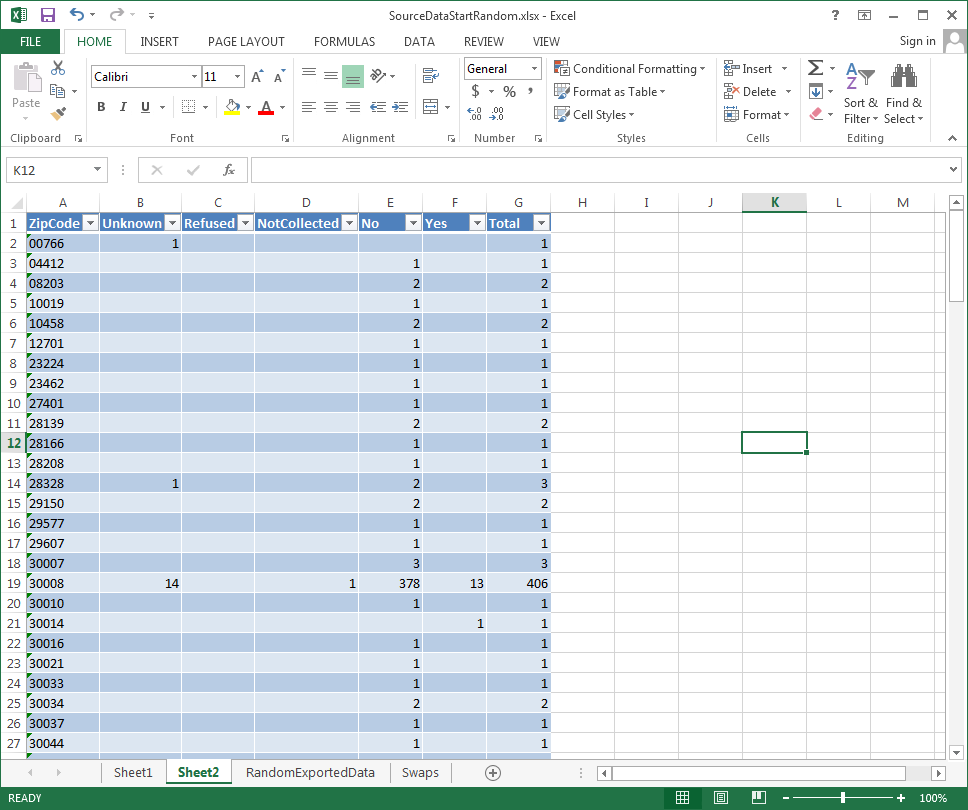 SourceDataStartRandom.xlsx - Excel
?
FILE HOME INSERT PAGE LAYOUT FORMULAS DATA REVIEW VIEW Sign in
Calibri 11 General Conditional Formatting Insert
Paste B I U A $ % , Format as Table Delete Sort & Filter Find & Select
Cell Styles Format
Clipboard Font Alignment Number Styles Cells Editing
K12 fx
A B C D E F G H I J K L M
1 ZipCode Unknown Refused NotCollected No Yes Total
2 00766 1 1
3 04412 1 1
4 08203 2 2
5 10019 1 1
6 10458 2 2
7 12701 1 1
8 23224 1 1
9 23462 1 1
10 27401 1 1
11 28139 2 2
12 28166 1 1
13 28208 1 1
14 28328 1 2 3
15 29150 2 2
16 29577 1 1
17 29607 1 1
18 30007 3 3
19 30008 14 1 378 13 406
20 30010 1 1
21 30014 1 1
22 30016 1 1
23 30021 1 1
24 30033 1 1
25 30034 2 2
26 30037 1 1
27 30044 1 1
Sheet1 Sheet2 RandomExportedData Swaps
READY 100%